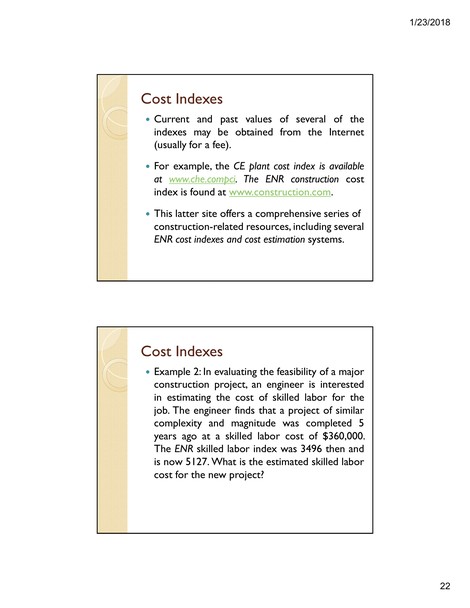 1/23/2018
Cost Indexes
• Current and past values of several of the
indexes may be obtained from the Internet
(usually for a fee).
• For example, the CE plant cost index is available
at www.che.compci. The ENR construction cost
index is found at www.construction.com.
• This latter site offers a comprehensive series of
construction-related resources, including several
ENR cost indexes and cost estimation systems.
Cost Indexes
• Example 2: In evaluating the feasibility of a major
construction project, an engineer is interested
in estimating the cost of skilled labor for the
job. The engineer finds that a project of similar
complexity and magnitude was completed 5
years ago at a skilled labor cost of $360,000.
The ENR skilled labor index was 3496 then and
is now 5127. What is the estimated skilled labor
cost for the new project?
22